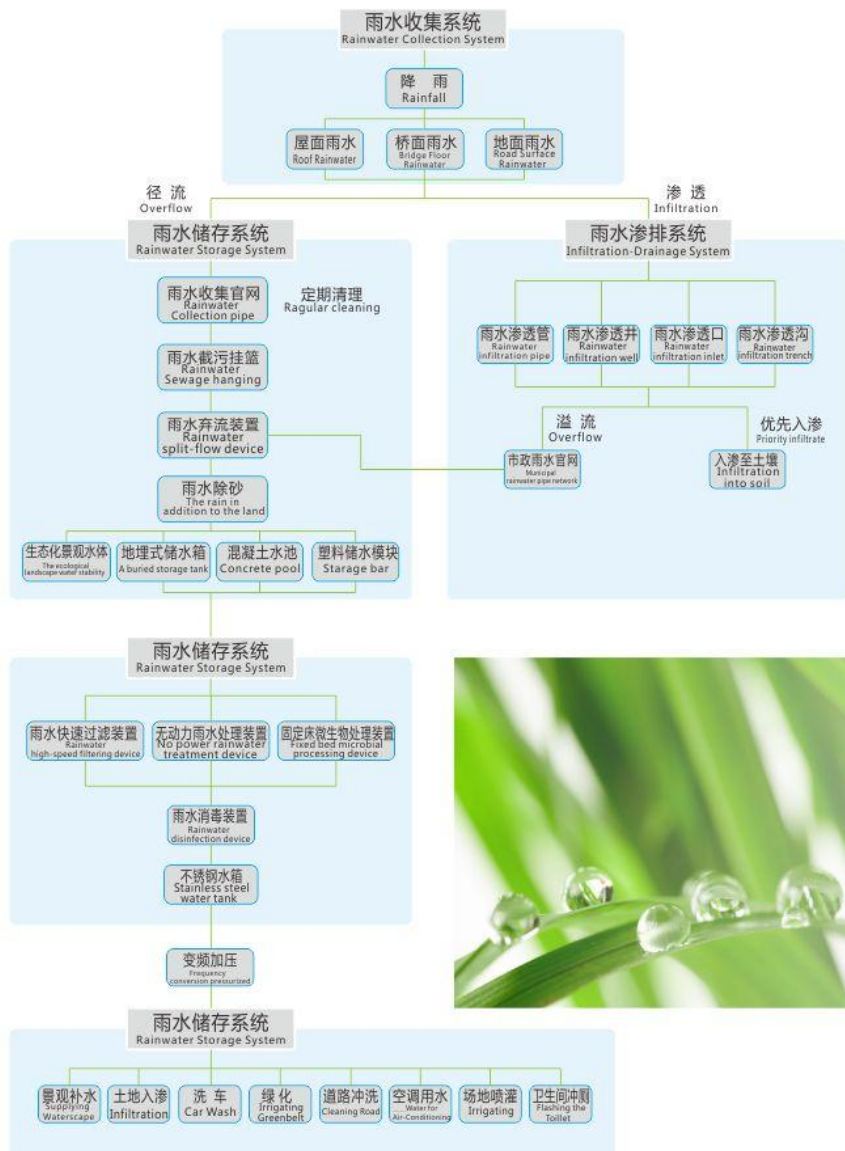 雨水收集系统
Rainwater Collection System
降 雨
Rainfall
屋面雨水
Roof Rainwater
桥面雨水
Bridge Floor
Rainwater
地面雨水
Road Surface
Rainwater
径 流
Overflow
渗 透
Infiltration
雨水储存系统
Rainwater Storage System
雨水收集官网
Rainwater
Collection pipe
定期清理
Ragular cleaning
雨水截污挂篮
Rainwater
Sewage hanging
雨水弃流装置
Rainwater
split-flow device
雨水除砂
The rain in
addition to the land
生态化景观水体
The ecological
landscape water stability
地埋式储水箱
A buried storage tank
混凝土水池
Concrete pool
塑料储水模块
Starage bar
雨水渗排系统
Infiltration-Drainage System
雨水渗透管
Rainwater
infiltration pipe
雨水渗透井
Rainwater
infiltration well
雨水渗透口
Rainwater
infiltration inlet
雨水渗透沟
Rainwater
infiltration trench
溢 流
Overflow
优先入渗
Priority infiltrate
市政雨水官网
Municipal
rainwater pipe network
入渗至土壤
Infiltration
into soil
雨水储存系统
Rainwater Storage System
雨水快速过滤装置
Rainwater
high-speed filtering device
无动力雨水处理装置
No power rainwater
treatment device
固定床微生物处理装置
Fixed bed microbial
processing device
雨水消毒装置
Rainwater
disinfection device
不锈钢水箱
Stainless steel
water tank
变频加压
Frequency
conversion pressurized
雨水储存系统
Rainwater Storage System
景观补水
Supplying
Waterscape
土地入渗
Infiltration
洗 车
Car Wash
绿 化
Irrigating
Greenbelt
道路冲洗
Cleaning Road
空调用水
Water for
Air-Conditioning
场地喷灌
Irrigating
卫生间冲厕
Flashing the
Toillet